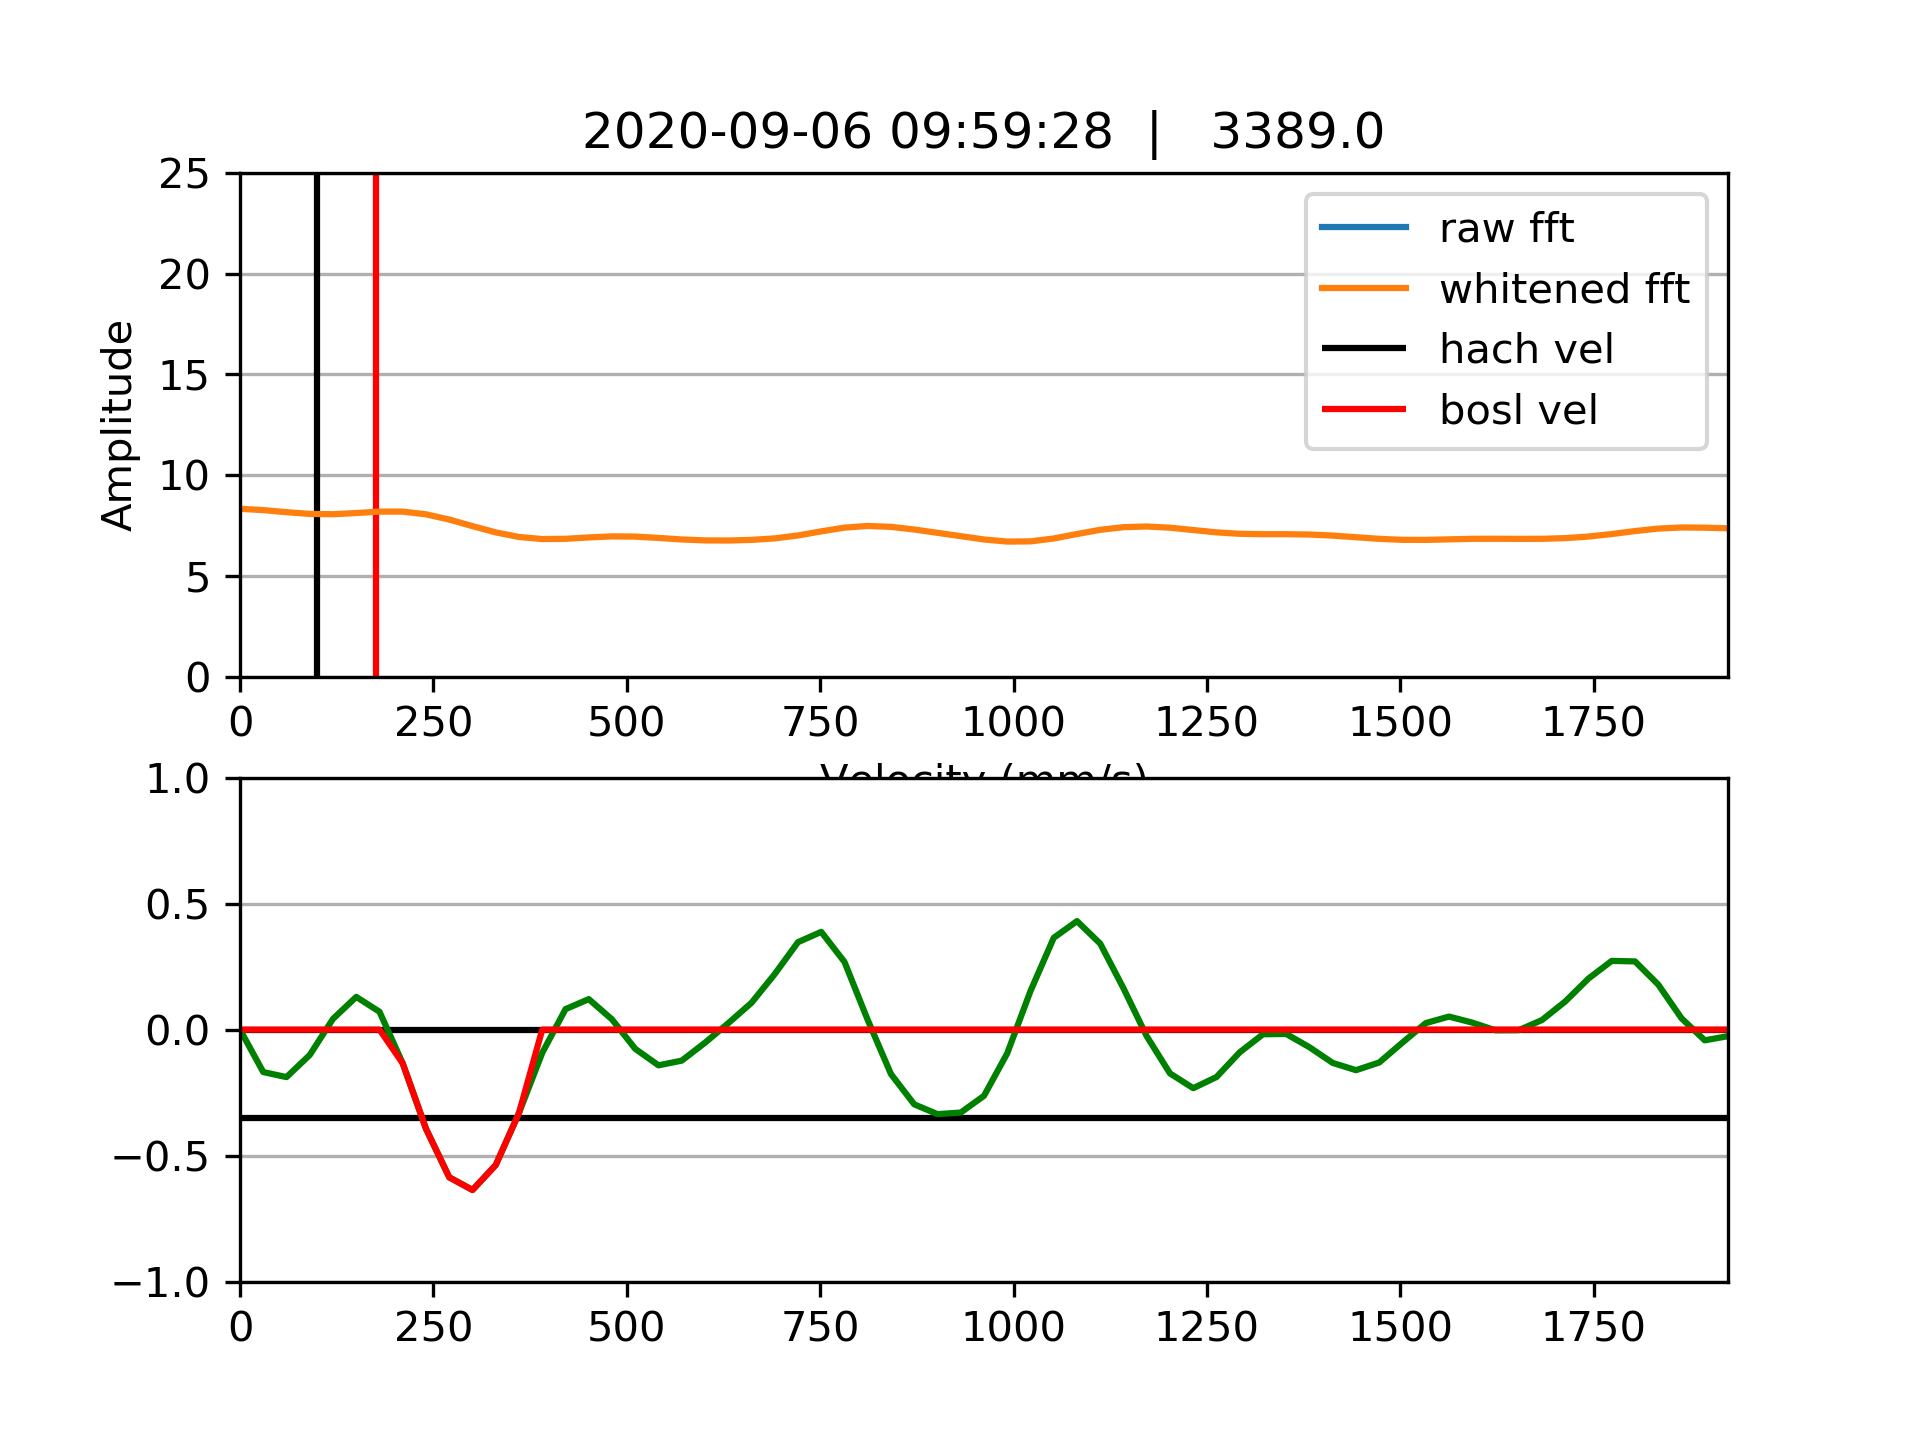 2020-09-06 09:59:28 | 3389.0
25
20
15
10
5
0
Amplitude
raw fft
whitened fft
hach vel
bosl vel
0 250 500 750 1000 1250 1500 1750
Velocity (mm/s)
1.0
0.5
0.0
−0.5
−1.0
0 250 500 750 1000 1250 1500 1750